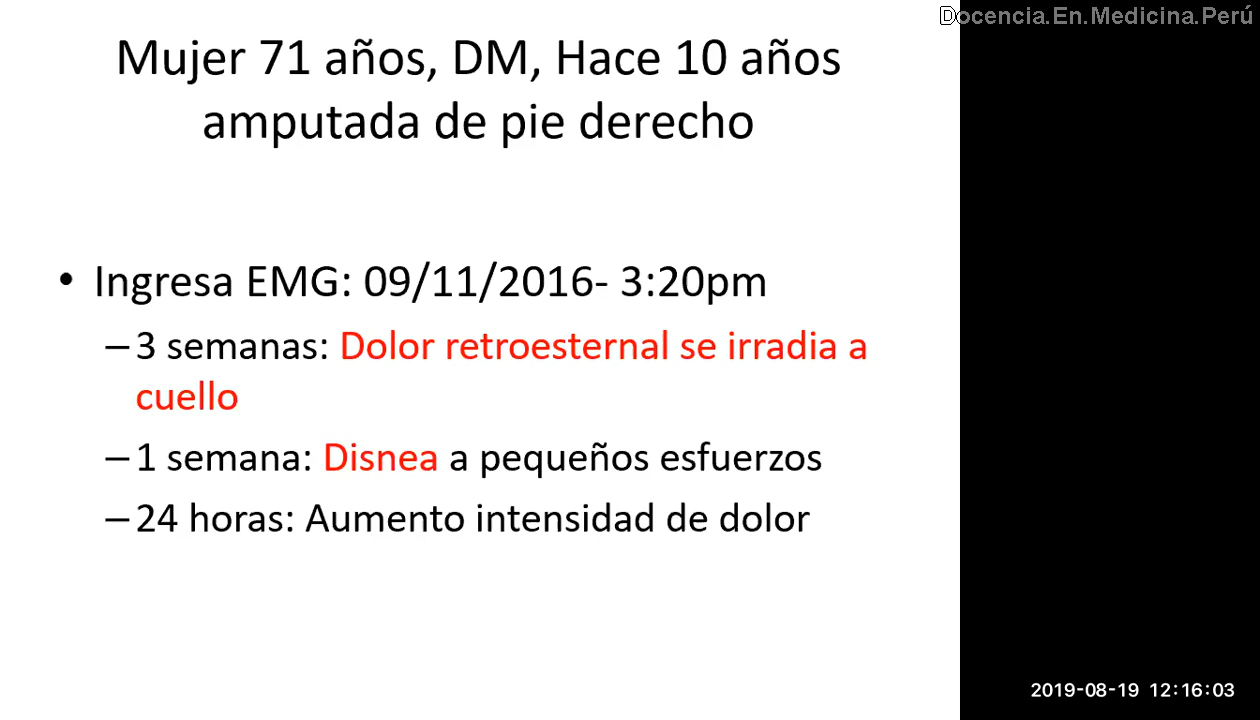 Docencia.En.Medicina.Perú
Mujer 71 años, DM, Hace 10 años
amputada de pie derecho
• Ingresa EMG: 09/11/2016- 3:20pm
–3 semanas: Dolor retroesternal se irradia a
cuello
–1 semana: Disnea a pequeños esfuerzos
–24 horas: Aumento intensidad de dolor
2019-08-19 12:16:03